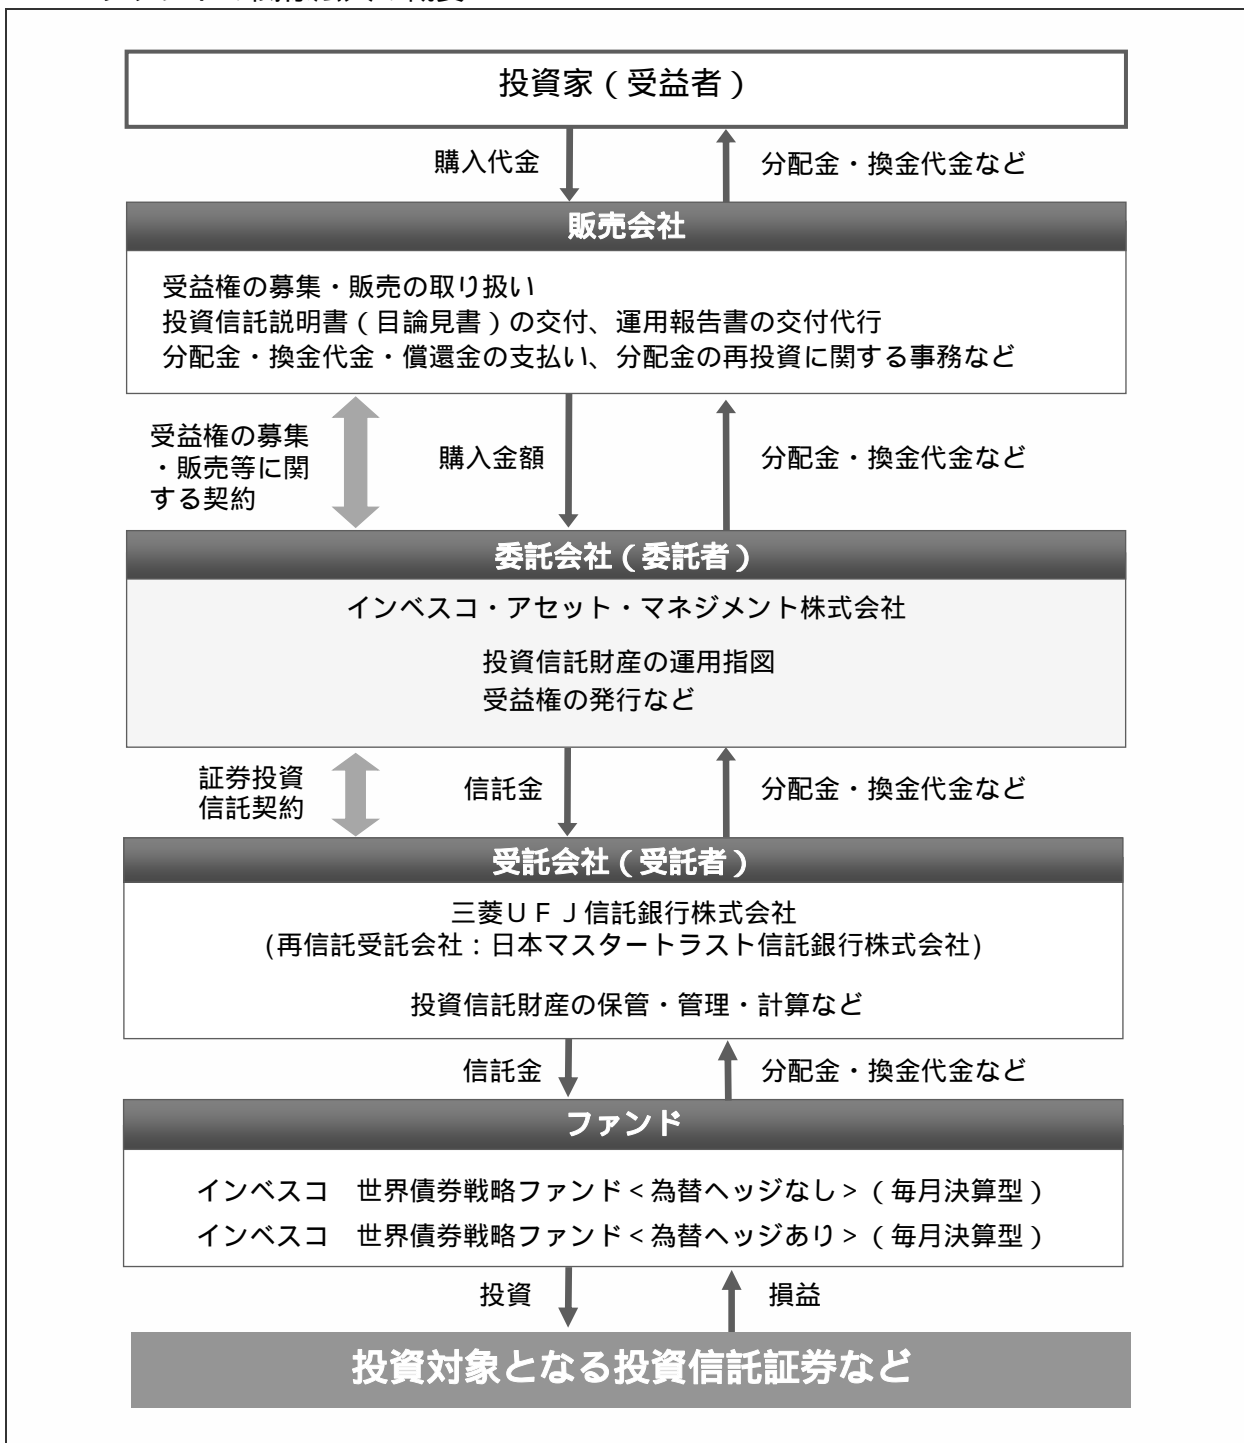 投資家（受益者）
購入代金
分配金・換金代金など
販売会社
受益権の募集・販売の取り扱い
投資信託説明書（目論見書）の交付、運用報告書の交付代行
分配金・換金代金・償還金の支払い、分配金の再投資に関する事務など
受益権の募集
・販売等に関
する契約
購入金額
分配金・換金代金など
委託会社（委託者）
インベスコ・アセット・マネジメント株式会社
投資信託財産の運用指図
受益権の発行など
証券投資
信託契約
信託金
分配金・換金代金など
受託会社（受託者）
三菱ＵＦＪ信託銀行株式会社
(再信託受託会社：日本マスタートラスト信託銀行株式会社)
投資信託財産の保管・管理・計算など
信託金
分配金・換金代金など
ファンド
インベスコ　世界債券戦略ファンド＜為替ヘッジなし＞（毎月決算型）
インベスコ　世界債券戦略ファンド＜為替ヘッジあり＞（毎月決算型）
投資
損益
投資対象となる投資信託証券など